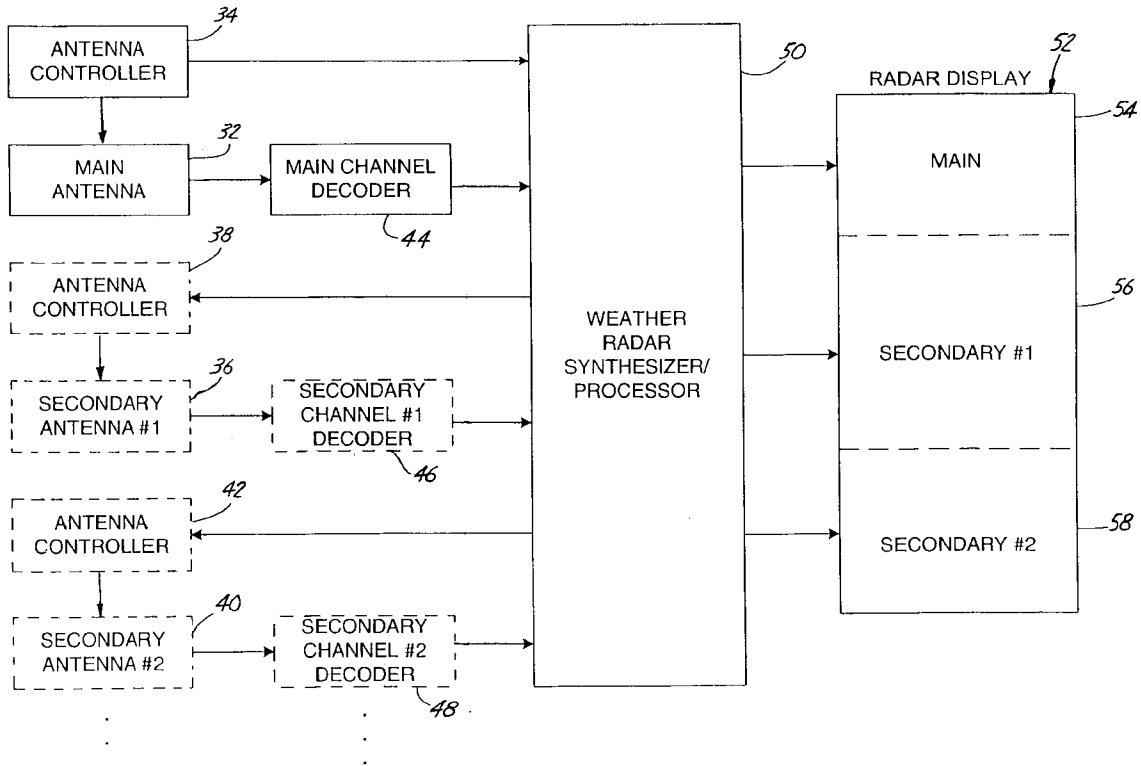 34
ANTENNA
CONTROLLER
32
MAIN
ANTENNA
MAIN CHANNEL
DECODER
44
38
ANTENNA
CONTROLLER
36
SECONDARY
ANTENNA #1
SECONDARY
CHANNEL #1
DECODER
46
42
ANTENNA
CONTROLLER
40
SECONDARY
ANTENNA #2
SECONDARY
CHANNEL #2
DECODER
48
50
WEATHER
RADAR
SYNTHESIZER/
PROCESSOR
RADAR DISPLAY
52
54
MAIN
56
SECONDARY #1
58
SECONDARY #2